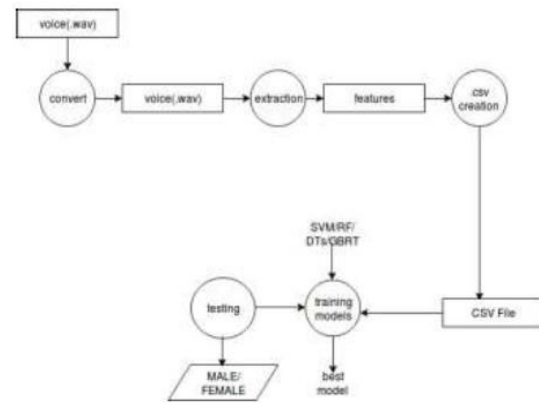 voice(.wav)
convert
voice(.wav)
extraction
features
.csv
creation
SVM/RF/
DTs/GBRT
testing
training
models
CSV File
MALE/
FEMALE
best
model